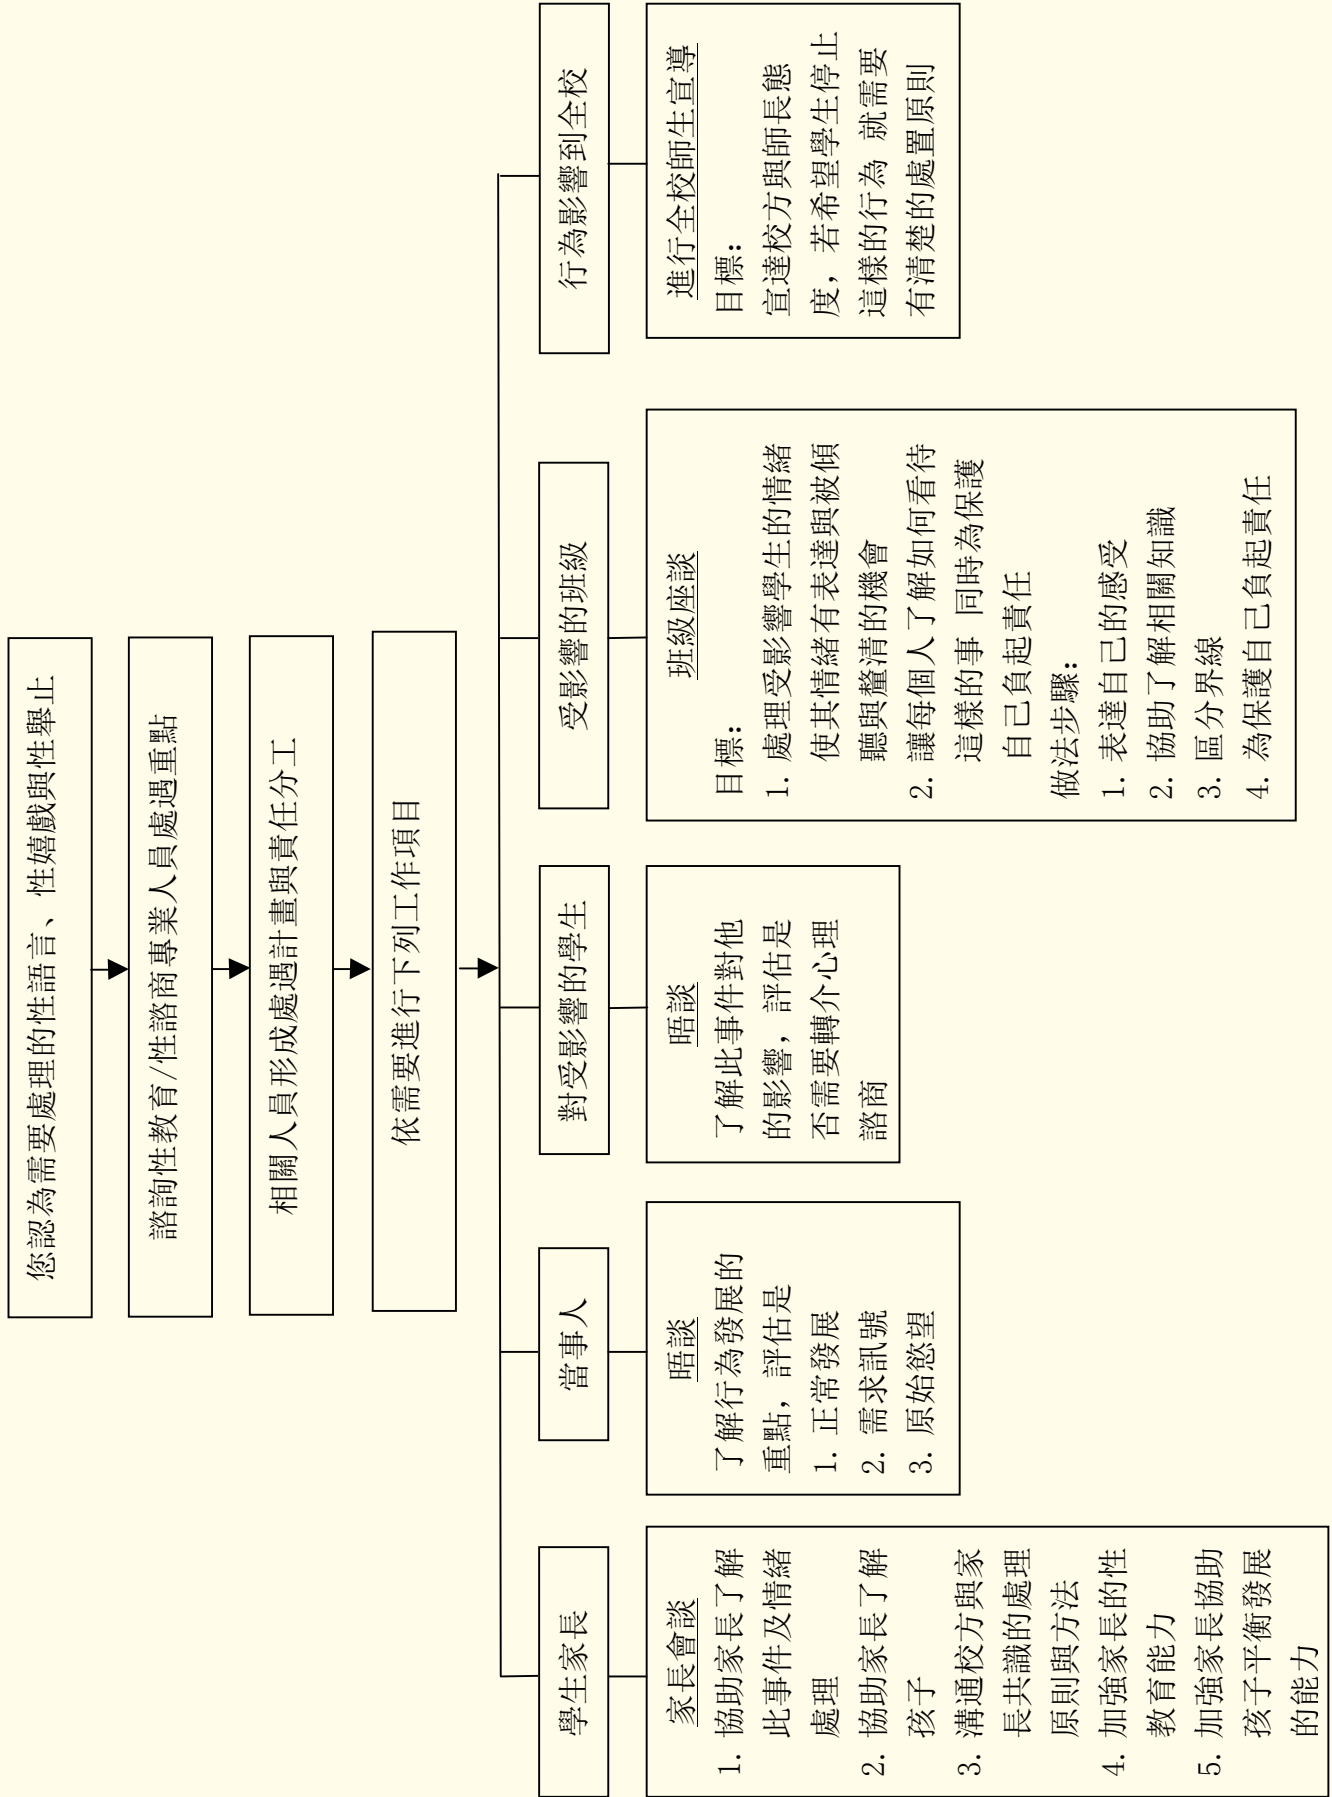 您認為需要處理的性語言、性嬉戲與性舉止
諮詢性教育/性諮商專業人員處遇重點
相關人員形成處遇計畫與責任分工
依需要進行下列工作項目
學生家長
家長會談
1. 協助家長了解
此事件及情緒
處理
2. 協助家長了解
孩子
3. 溝通校方與家
長共識的處理
原則與方法
4. 加強家長的性
教育能力
5. 加強家長協助
孩子平衡發展
的能力
當事人
晤談
了解行為發展的
重點，評估是
1. 正常發展
2. 需求訊號
3. 原始慾望
對受影響的學生
晤談
了解此事件對他
的影響，評估是
否需要轉介心理
諮商
受影響的班級
班級座談
目標：
1. 處理受影響學生的情緒
使其情緒有表達與被傾
聽與釐清的機會
2. 讓每個人了解如何看待
這樣的事 同時為保護
自己負起責任
做法步驟：
1. 表達自己的感受
2. 協助了解相關知識
3. 區分界線
4. 為保護自己負起責任
行為影響到全校
進行全校師生宣導
目標：
宣達校方與師長態
度，若希望學生停止
這樣的行為 就需要
有清楚的處置原則